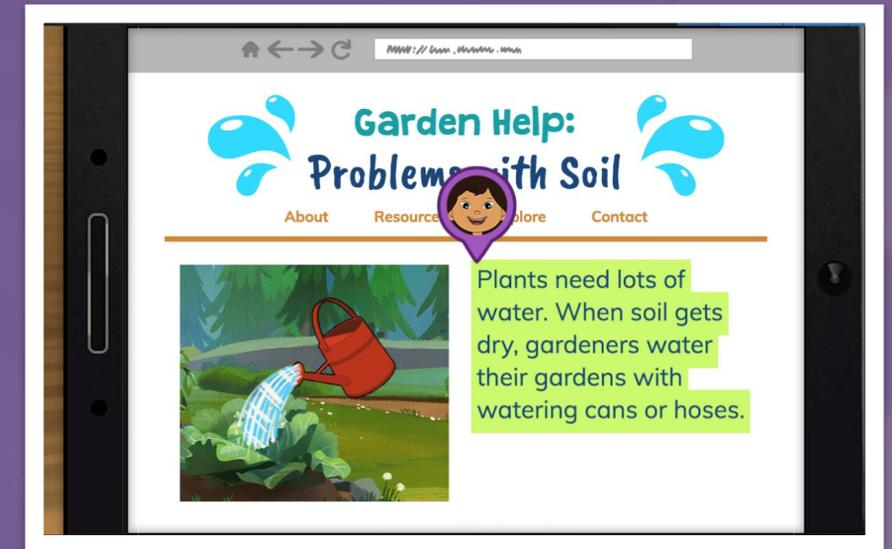 Garden Help:
Problems with Soil
About Resource plore Contact
Plants need lots of
water. When soil gets
dry, gardeners water
their gardens with
watering cans or hoses.